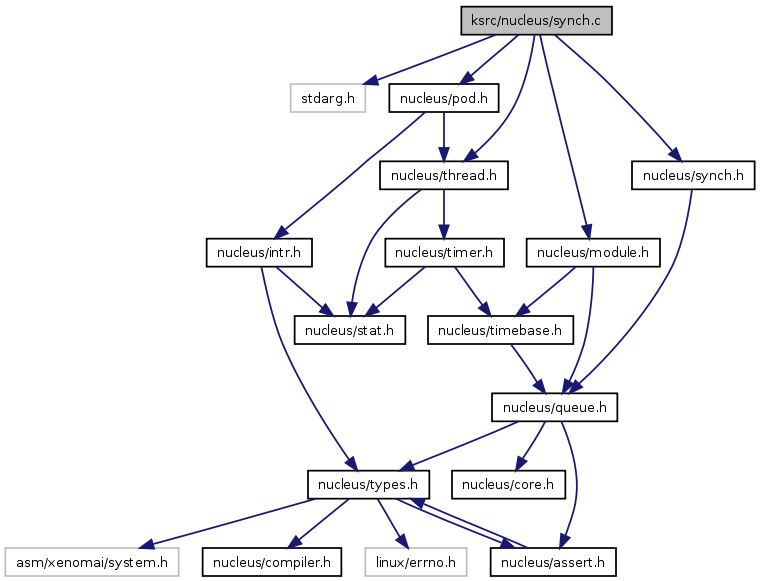 ksrc/nucleus/synch.c
stdarg.h
nucleus/pod.h
nucleus/thread.h
nucleus/synch.h
nucleus/intr.h
nucleus/timer.h
nucleus/module.h
nucleus/stat.h
nucleus/timebase.h
nucleus/queue.h
nucleus/types.h
nucleus/core.h
asm/xenomai/system.h
nucleus/compiler.h
linux/errno.h
nucleus/assert.h